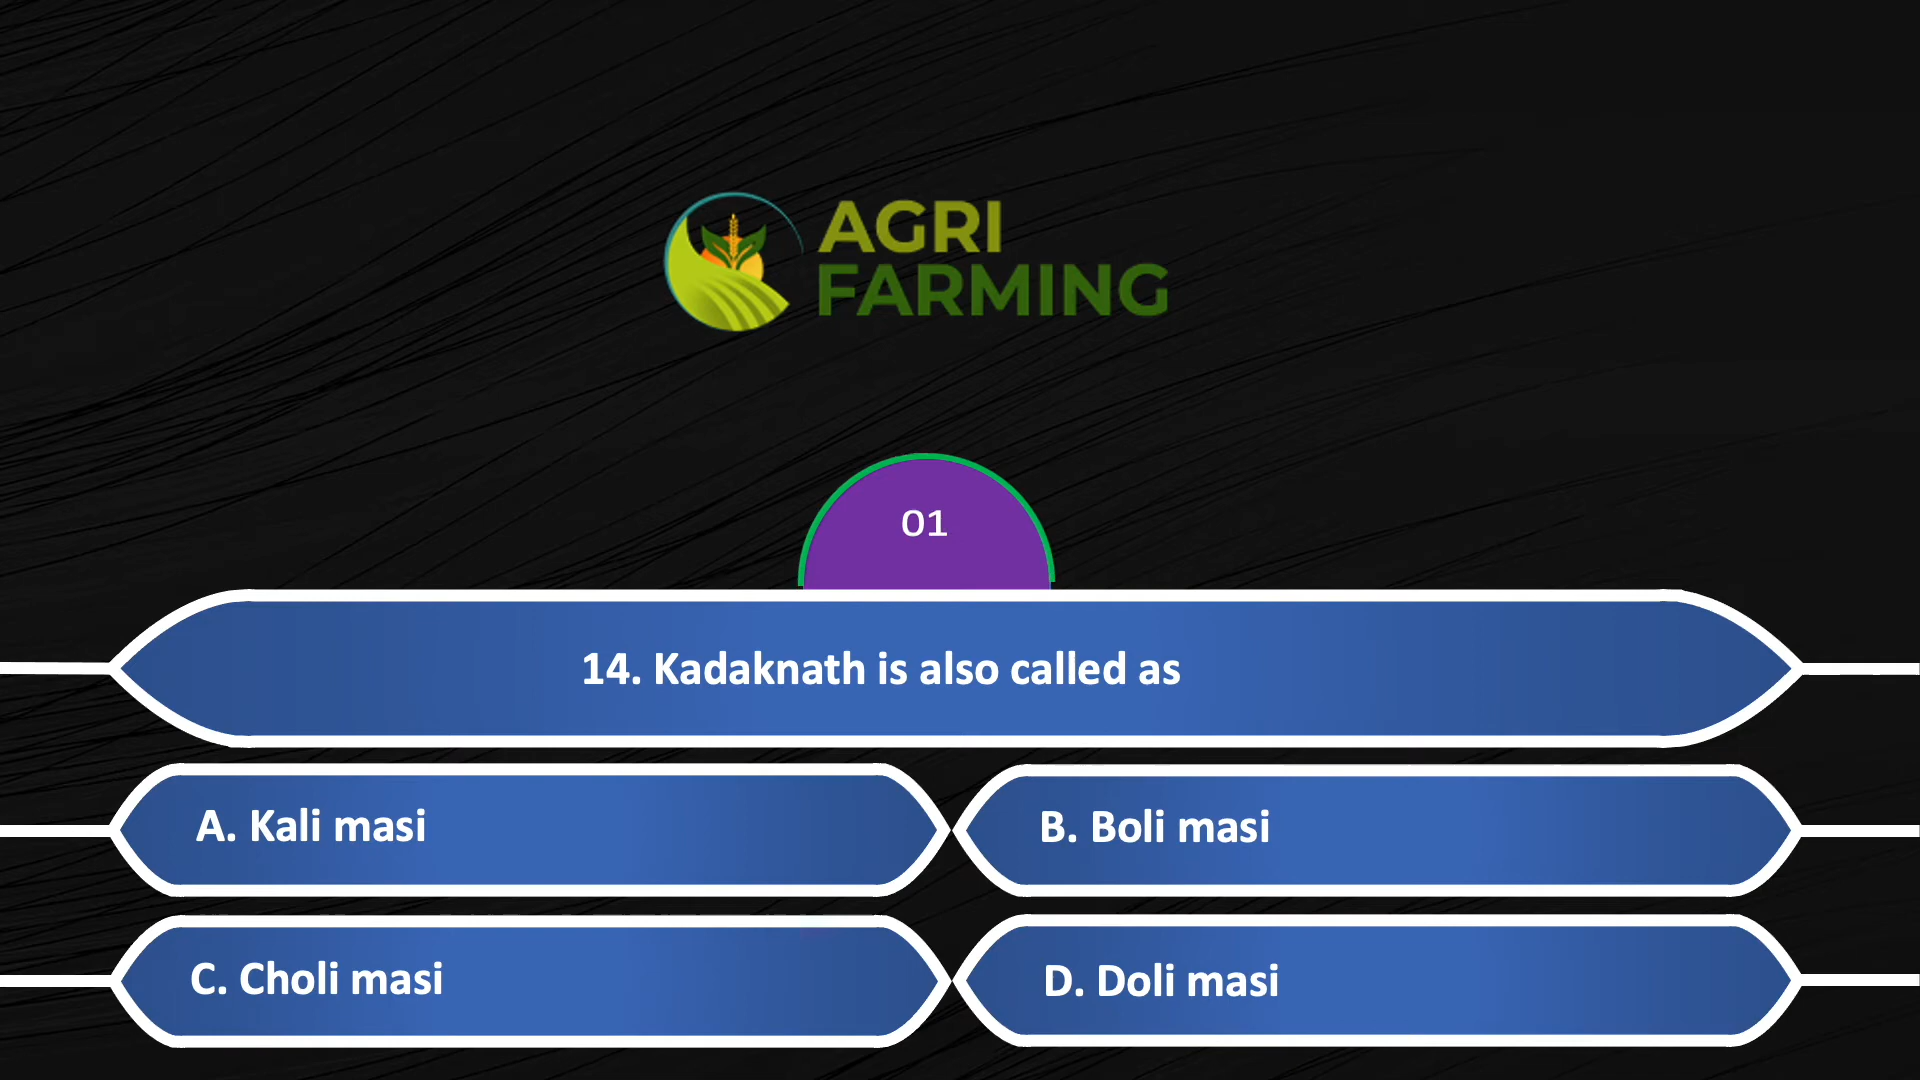 AGRI
FARMING
01
14. Kadaknath is also called as
A. Kali masi
B. Boli masi
C. Choli masi
D. Doli masi